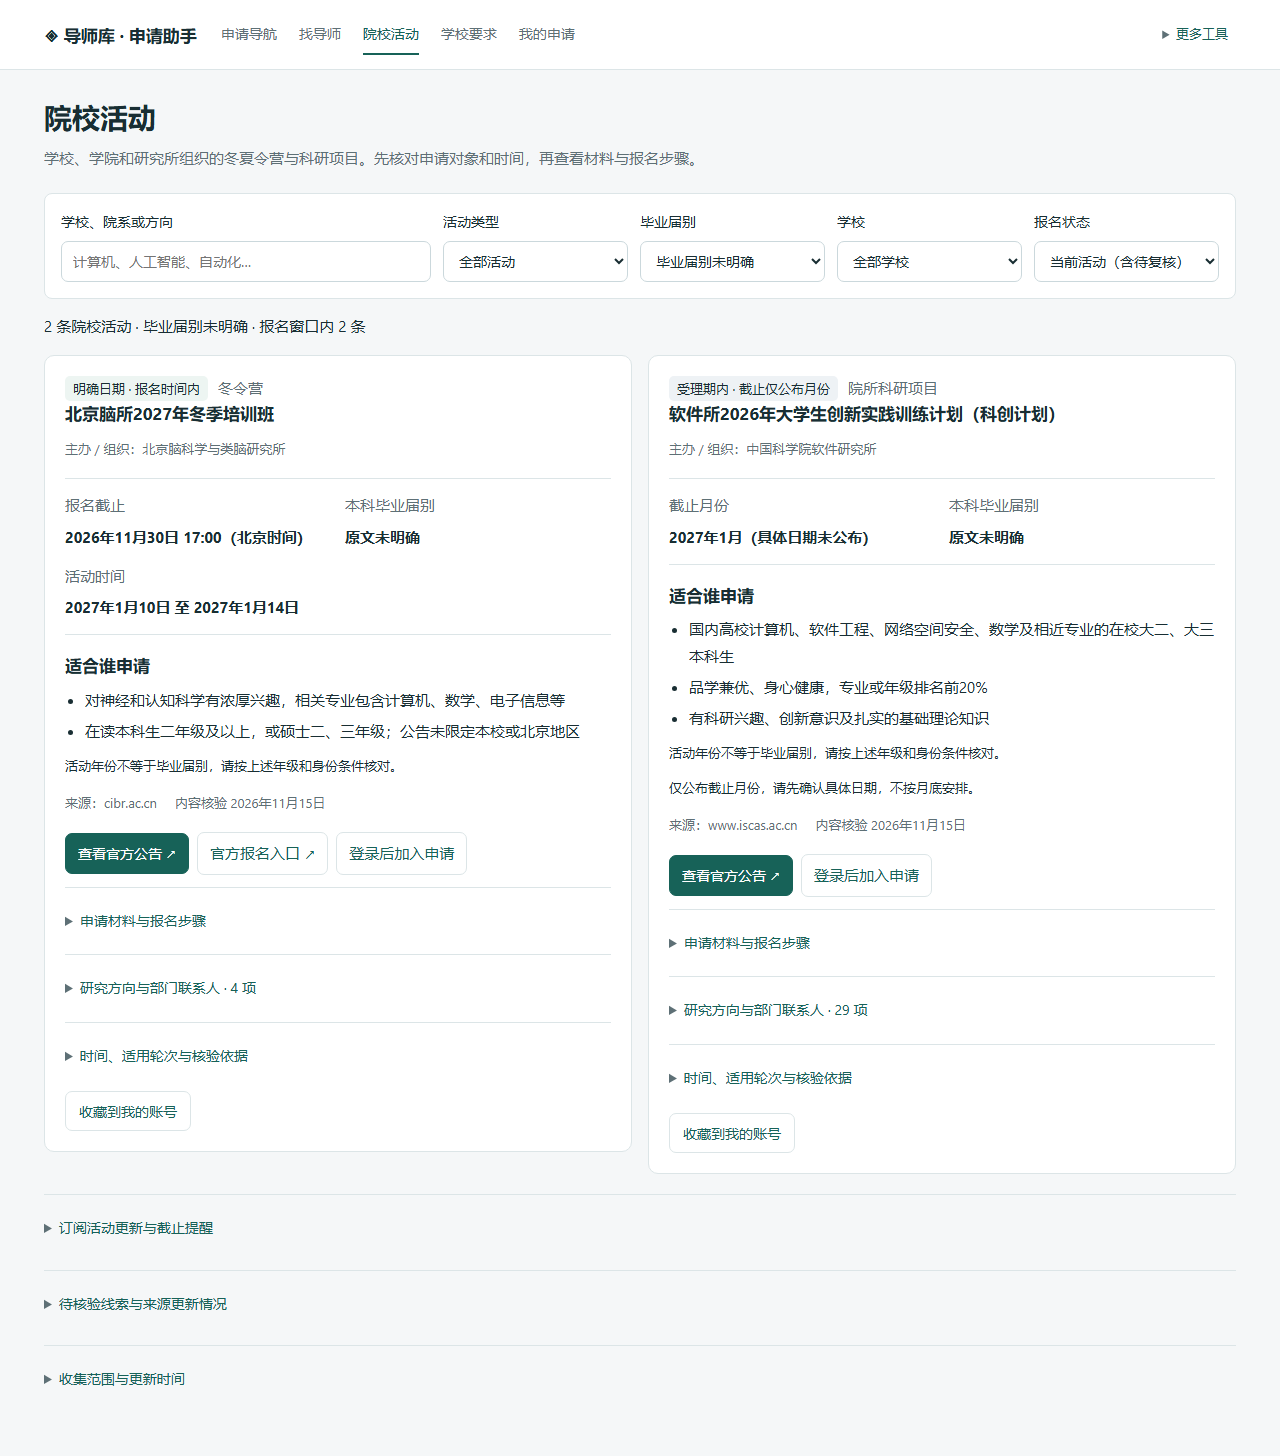 ◈ 导师库 · 申请助手 申请导航 找导师 院校活动 学校要求 我的申请 ▶ 更多工具
院校活动
学校、学院和研究所组织的冬夏令营与科研项目。先核对申请对象和时间，再查看材料与报名步骤。
学校、院系或方向 活动类型 毕业届别 学校 报名状态
计算机、人工智能、自动化... 全部活动 毕业届别未明确 全部学校 当前活动（含待复核）
2 条院校活动 · 毕业届别未明确 · 报名窗口内 2 条
明确日期 · 报名时间内 冬令营
北京脑所2027年冬季培训班
主办 / 组织：北京脑科学与类脑研究所
报名截止 本科毕业届别
2026年11月30日 17:00（北京时间） 原文未明确
活动时间
2027年1月10日 至 2027年1月14日
适合谁申请
• 对神经和认知科学有浓厚兴趣，相关专业包含计算机、数学、电子信息等
• 在读本科生二年级及以上，或硕士二、三年级；公告未限定本校或北京地区
活动年份不等于毕业届别，请按上述年级和身份条件核对。
来源：cibr.ac.cn 内容核验 2026年11月15日
查看官方公告 ↗ 官方报名入口 ↗ 登录后加入申请
▶ 申请材料与报名步骤
▶ 研究方向与部门联系人 · 4 项
▶ 时间、适用轮次与核验依据
收藏到我的账号
受理期内 · 截止仅公布月份 院所科研项目
软件所2026年大学生创新实践训练计划（科创计划）
主办 / 组织：中国科学院软件研究所
截止月份 本科毕业届别
2027年1月（具体日期未公布） 原文未明确
适合谁申请
• 国内高校计算机、软件工程、网络空间安全、数学及相近专业的在校大二、大三
本科生
• 品学兼优、身心健康，专业或年级排名前20%
• 有科研兴趣、创新意识及扎实的基础理论知识
活动年份不等于毕业届别，请按上述年级和身份条件核对。
仅公布截止月份，请先确认具体日期，不按月底安排。
来源：www.iscas.ac.cn 内容核验 2026年11月15日
查看官方公告 ↗ 登录后加入申请
▶ 申请材料与报名步骤
▶ 研究方向与部门联系人 · 29 项
▶ 时间、适用轮次与核验依据
收藏到我的账号
▶ 订阅活动更新与截止提醒
▶ 待核验线索与来源更新情况
▶ 收集范围与更新时间